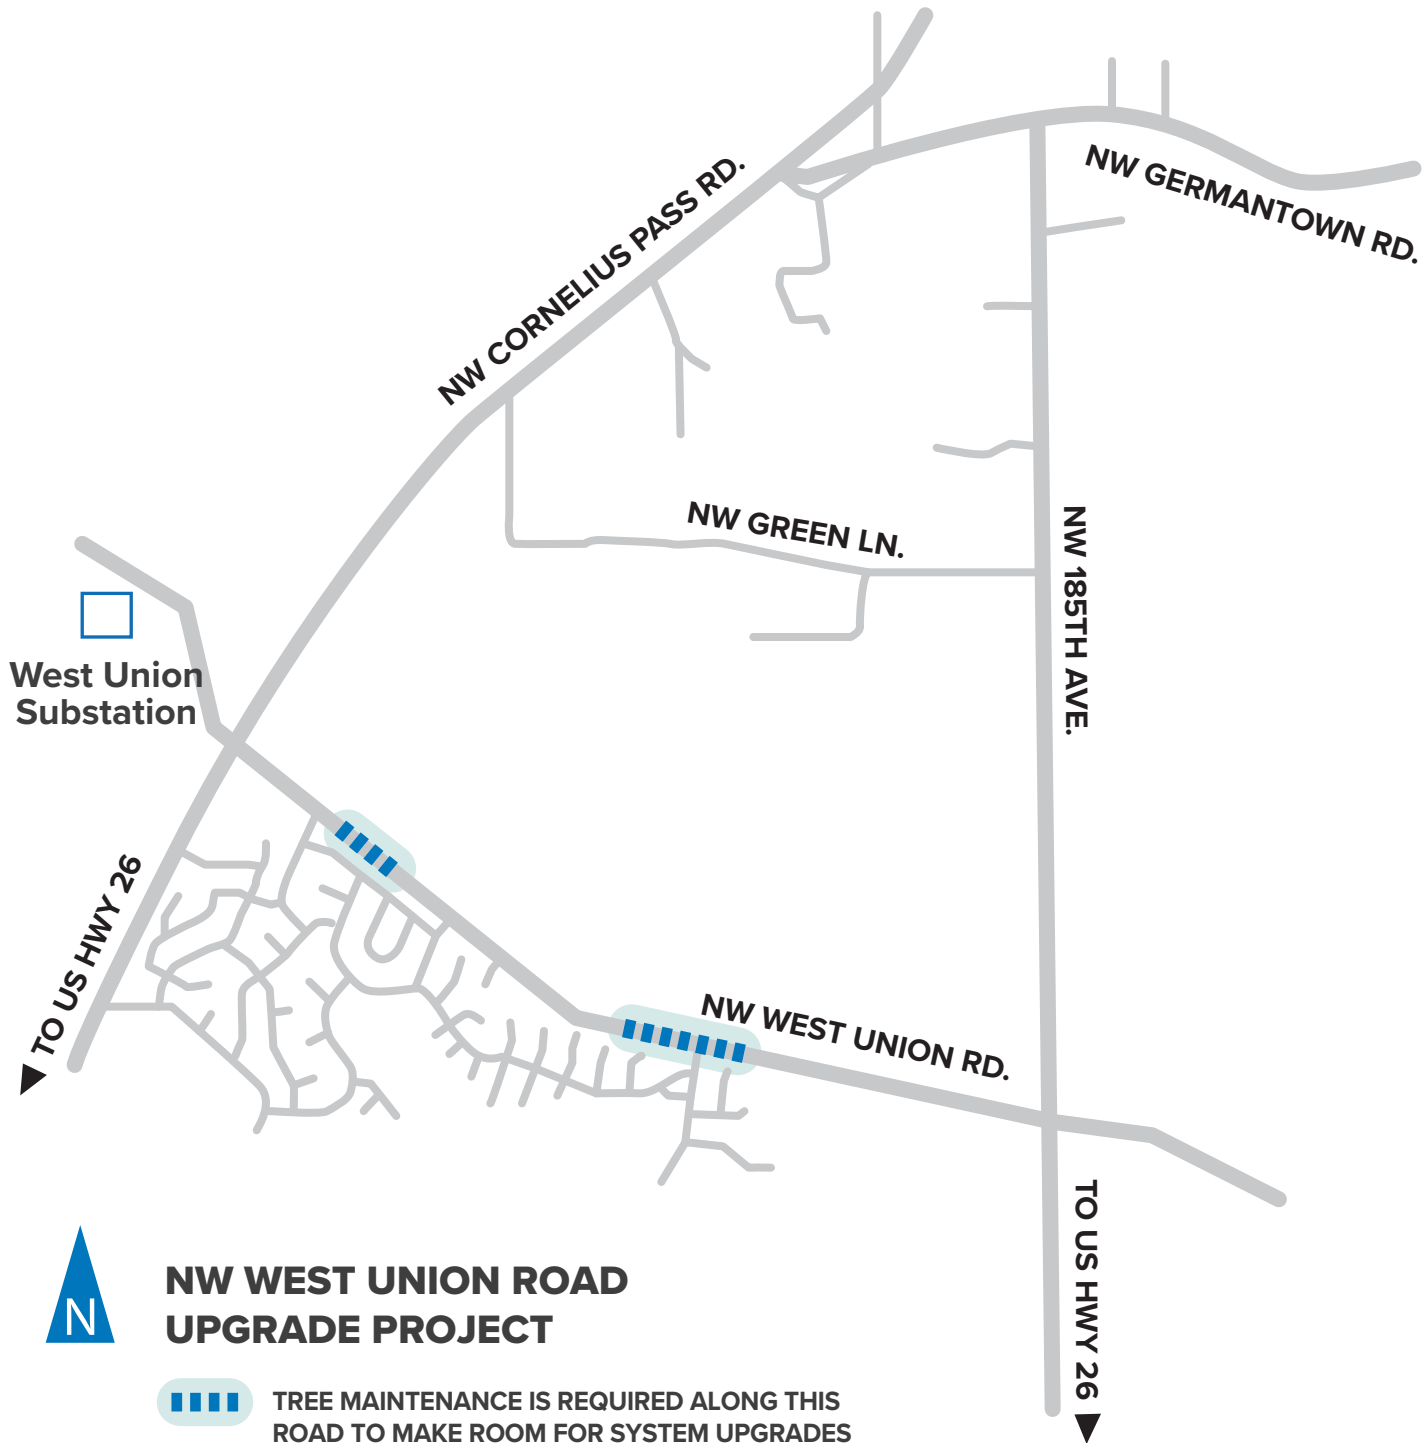 NW CORNELIUS PASS RD.
NW GERMANTOWN RD.
NW GREEN LN.
NW 185TH AVE.
West Union
Substation
TO US HWY 26
NW WEST UNION RD.
TO US HWY 26
N
NW WEST UNION ROAD
UPGRADE PROJECT
TREE MAINTENANCE IS REQUIRED ALONG THIS
ROAD TO MAKE ROOM FOR SYSTEM UPGRADES